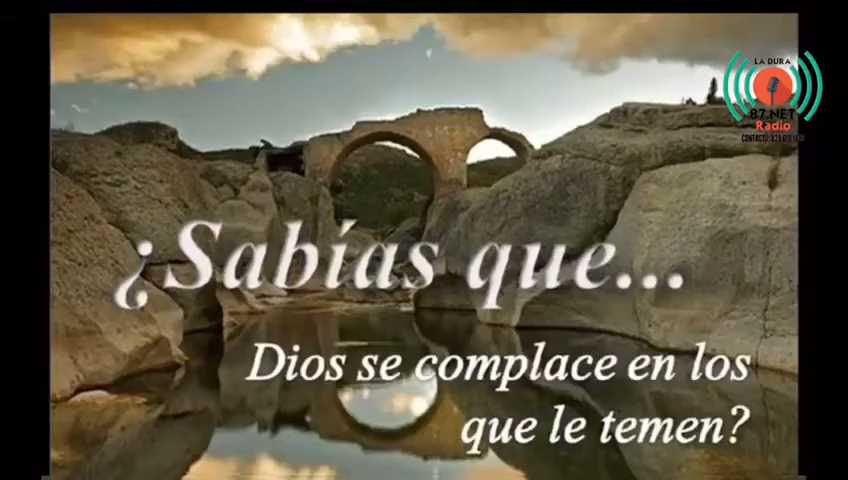 LA DURA
87.NET
Radio
¿Sabías que...
Dios se complace en los
que le temen?